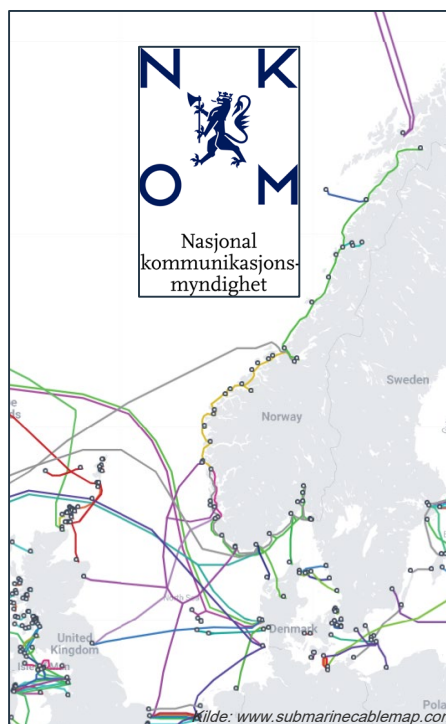 N K
O M
Nasjonal
kommunikasjons-
myndighet
Sweden
Norway
United
Kingdom
Denmark
Kilde: www.submarinecablemap.co